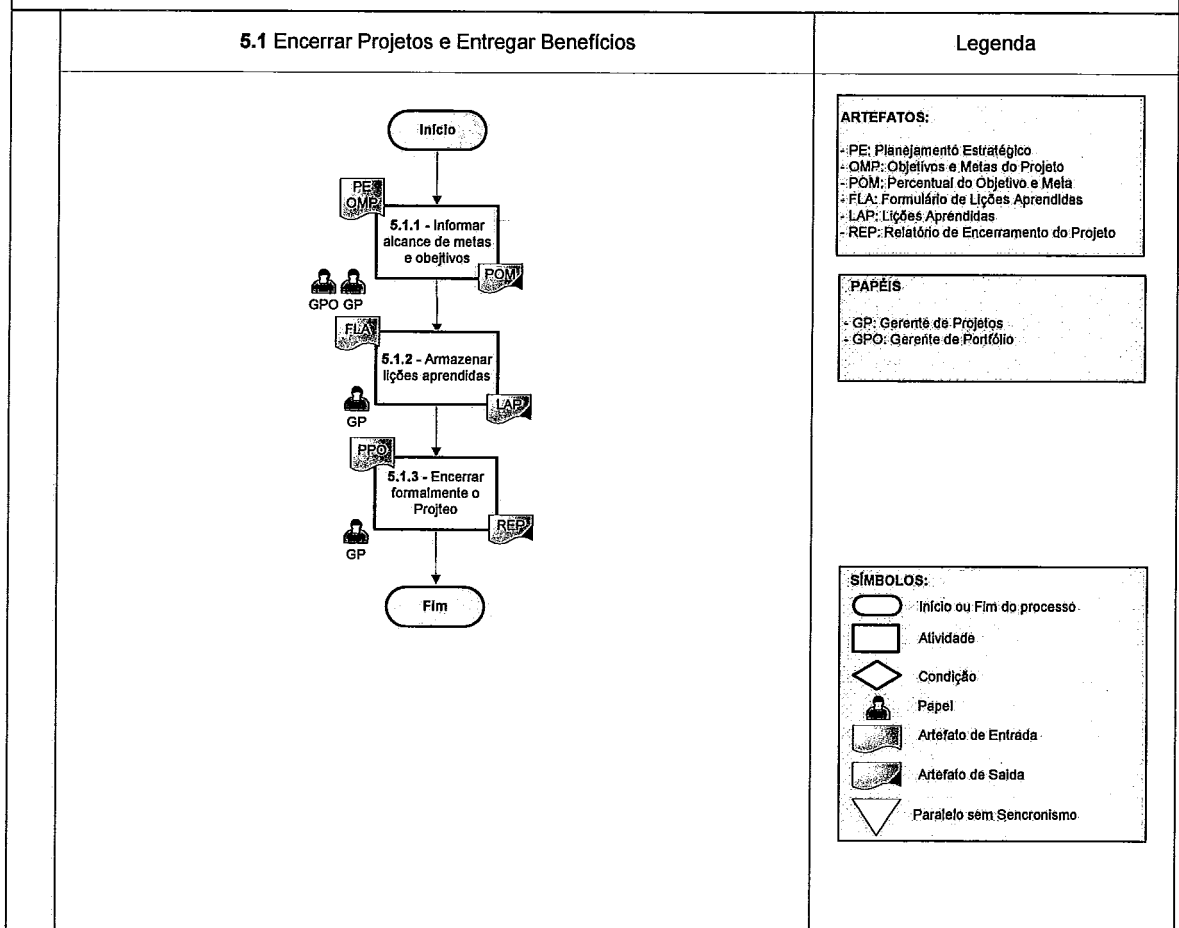 5.1 Encerrar Projetos e Entregar Benefícios
Legenda
Início
PE
OMP
5.1.1 - Informar
alcance de metas
e obejtivos
POM
GPO GP
FLA
5.1.2 - Armazenar
lições aprendidas
LAP
GP
PPO
5.1.3 - Encerrar
formalmente o
Projteo
REP
GP
Fim
ARTEFATOS:
- PE: Planejamento Estratégico
- OMP: Objetivos e Metas do Projeto
- POM: Percentual do Objetivo e Meta
- FLA: Formulário de Lições Aprendidas
- LAP: Lições Aprendidas
- REP: Relatório de Encerramento do Projeto
PAPÉIS
- GP: Gerente de Projetos
- GPO: Gerente de Portfólio
SÍMBOLOS:
Início ou Fim do processo
Atividade
Condição
Papel
Artefato de Entrada
Artefato de Saída
Paralelo sem Sencronismo